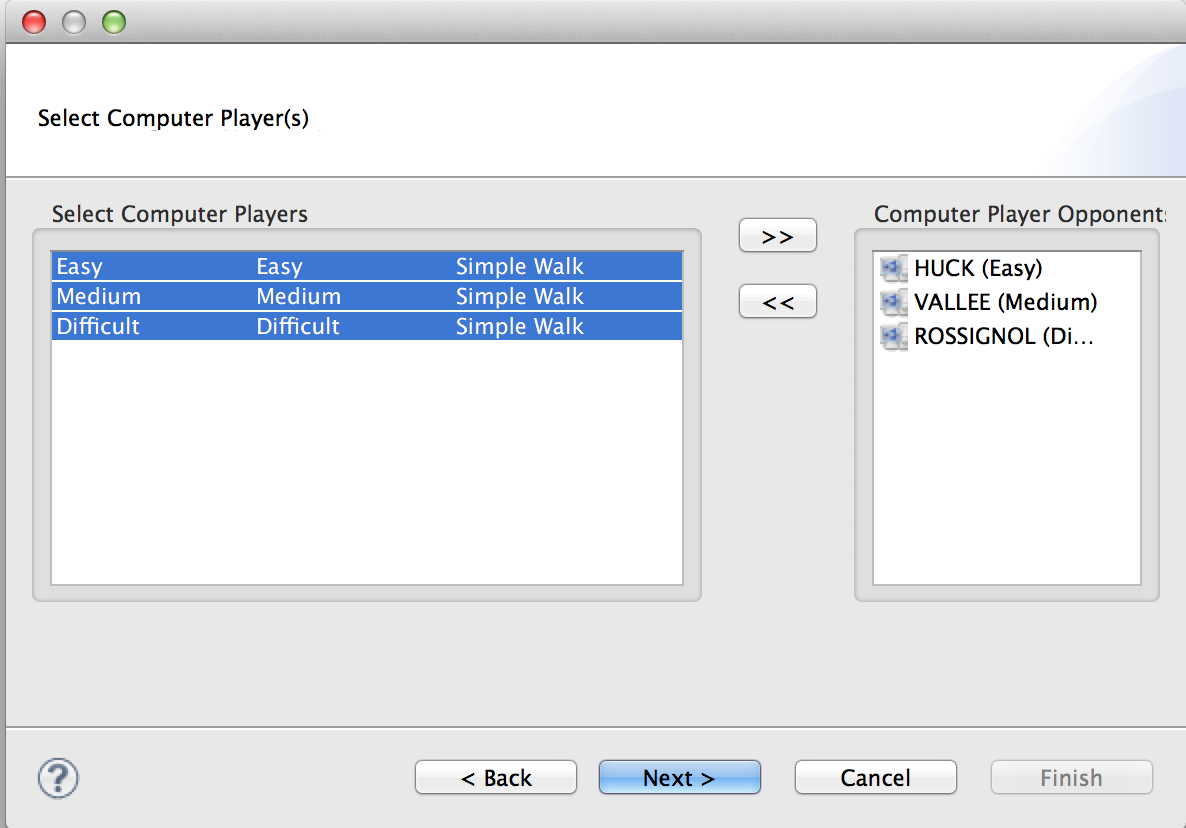 Select Computer Player(s)
Select Computer Players
Easy Easy Simple Walk
Medium Medium Simple Walk
Difficult Difficult Simple Walk
>>
<<
Computer Player Opponent
HUCK (Easy)
VALLEE (Medium)
ROSSIGNOL (Di...
?
< Back
Next >
Cancel
Finish